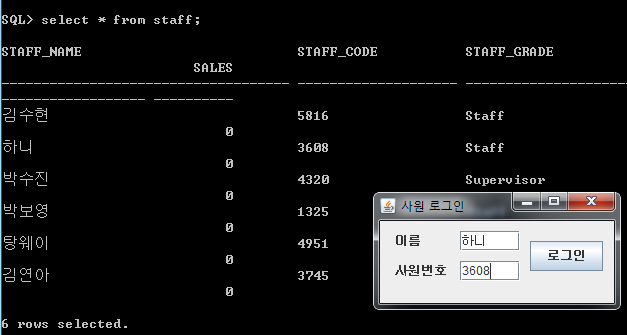 SQL> select * from staff;
STAFF_NAME STAFF_CODE STAFF_GRADE
SALES
김수현 5816 Staff
0
하니 3608 Staff
0
박수진 4320 Supervisor
0
박보영 1325
0
탕웨이 4951
0
김연아 3745
0
6 rows selected.
사원 로그인
이름 하니
로그인
사원번호 3608